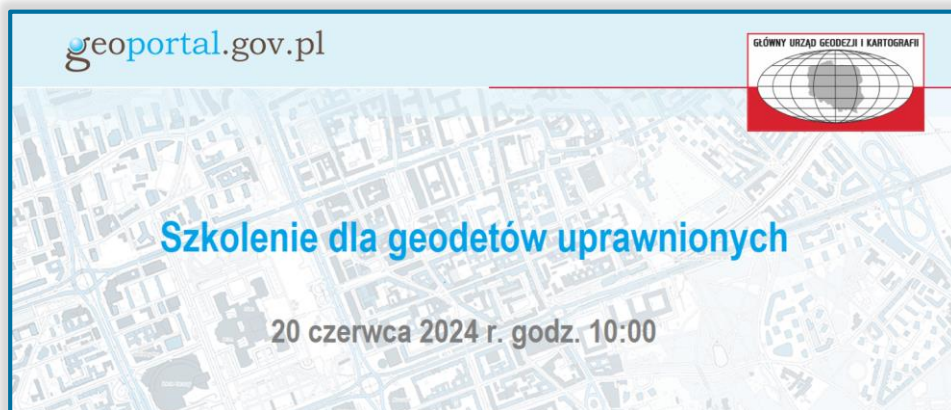 geoportal.gov.pl
GŁÓWNY URZĄD GEODEZJI I KARTOGRAFII
Szkolenie dla geodetów uprawnionych
20 czerwca 2024 r. godz. 10:00